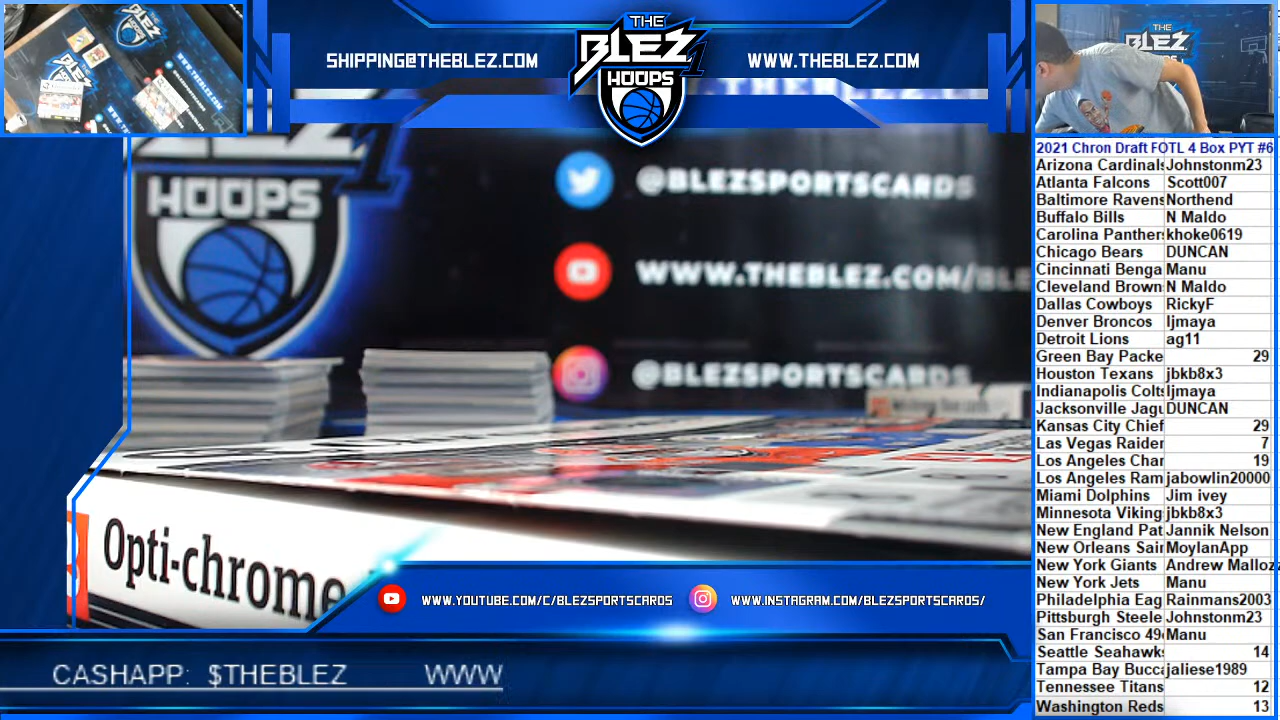 SHIPPING@THEBLEZ.COM
THE
BLEZ 1
HOOPS
WWW.THEBLEZ.COM
HOOPS
@BLEZSPORTSCARDS
WWW.THEBLEZ.COM/BLE
@BLEZSPORTSCARDS
Opti-chrome
WWW.YOUTUBE.COM/C/BLEZSPORTSCARDS
WWW.INSTAGRAM.COM/BLEZSPORTSCARDS/
CASHAPP: $THEBLEZ WWW
THE
BLEZ
2021 Chron Draft FOTL 4 Box PYT #6
Arizona Cardinals Johnstonm23
Atlanta Falcons Scott007
Baltimore Ravens Northend
Buffalo Bills N Maldo
Carolina Panthers khoke0619
Chicago Bears DUNCAN
Cincinnati Benga Manu
Cleveland Brown N Maldo
Dallas Cowboys RickyF
Denver Broncos ljmaya
Detroit Lions ag11
Green Bay Packe 29
Houston Texans jbkb8x3
Indianapolis Colts ljmaya
Jacksonville Jagu DUNCAN
Kansas City Chief 29
Las Vegas Raider 7
Los Angeles Char 19
Los Angeles Ram jabowlin20000
Miami Dolphins Jim ivey
Minnesota Viking jbkb8x3
New England Pat Jannik Nelson
New Orleans Sain MoylanApp
New York Giants Andrew Malloz
New York Jets Manu
Philadelphia Eag Rainmans2003
Pittsburgh Steele Johnstonm23
San Francisco 49 Manu
Seattle Seahawks 14
Tampa Bay Bucca jaliese1989
Tennessee Titans 12
Washington Reds 13